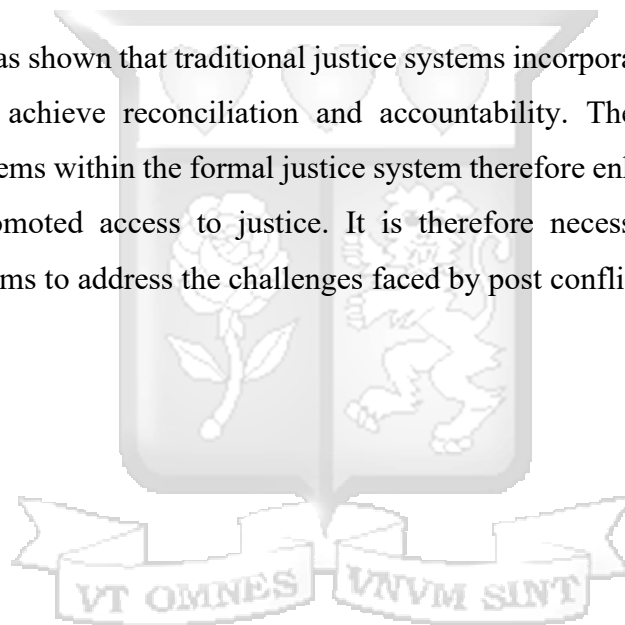 as shown that traditional justice systems incorpora
achieve reconciliation and accountability. The
ems within the formal justice system therefore enh
omoted access to justice. It is therefore neces
ms to address the challenges faced by post confli
VT OMNES VNVM SINT